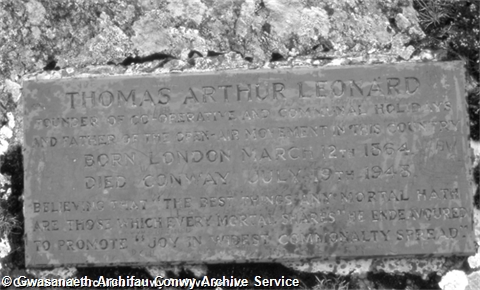 THOMAS ARTHUR LEONARD
FOUNDER OF CO-OPERATIVE AND COMMUNAL HOLIDAYS
AND FATHER OF THE OPEN-AIR MOVEMENT IN THIS COUNTRY
BORN LONDON MARCH 12TH 1864
DIED CONWAY JULY 19TH 1948
BELIEVING THAT "THE BEST THINGS ANY MORTAL HATH
ARE THOSE WHICH EVERY MORTAL SHARES" HE ENDEAVOURED
TO PROMOTE "JOY IN WIDEST COMMONALTY SPREAD"
© Gwasanaeth Archifau Conwy Archive Service